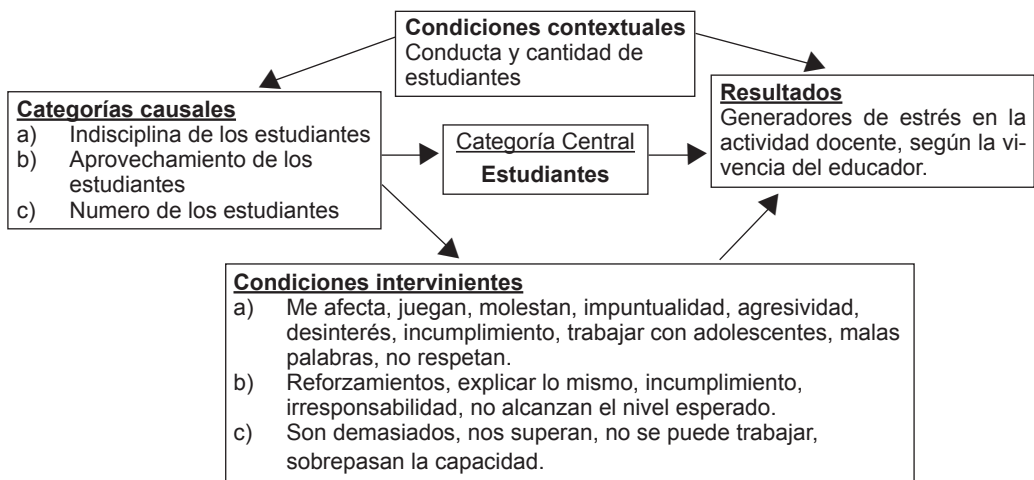 Condiciones contextuales
Conducta y cantidad de
estudiantes
Categorías causales
a) Indisciplina de los estudiantes
b) Aprovechamiento de los
estudiantes
c) Numero de los estudiantes
Categoría Central
Estudiantes
Resultados
Generadores de estrés en la
actividad docente, según la vi-
vencia del educador.
Condiciones intervinientes
a) Me afecta, juegan, molestan, impuntualidad, agresividad,
desinterés, incumplimiento, trabajar con adolescentes, malas
palabras, no respetan.
b) Reforzamientos, explicar lo mismo, incumplimiento,
irresponsabilidad, no alcanzan el nivel esperado.
c) Son demasiados, nos superan, no se puede trabajar,
sobrepasan la capacidad.